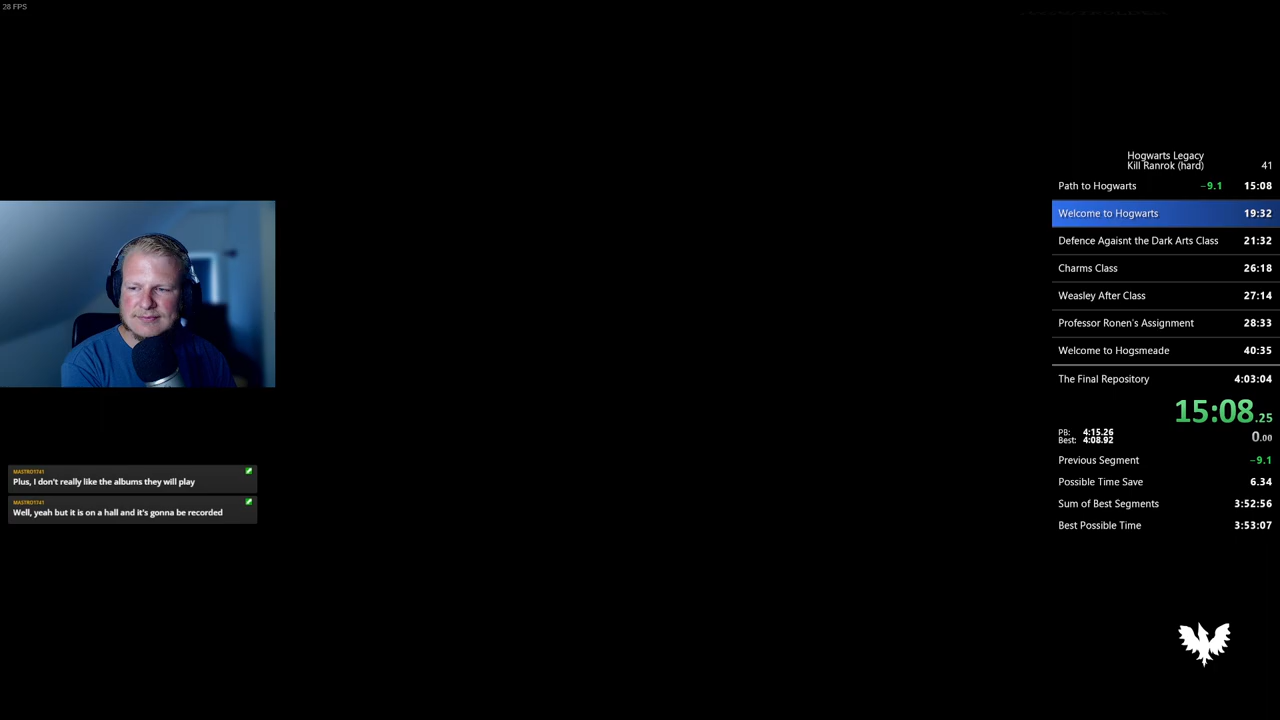 28 FPS
Hogwarts Legacy
Kill Ranrok (hard) 41
Path to Hogwarts -9.1 15:08
Welcome to Hogwarts 19:32
Defence Agaisnt the Dark Arts Class 21:32
Charms Class 26:18
Weasley After Class 27:14
Professor Ronen's Assignment 28:33
Welcome to Hogsmeade 40:35
The Final Repository 4:03:04
15:08.25
PB: 4:15.26 0.00
Best: 4:08.92
Previous Segment -9.1
Possible Time Save 6.34
Sum of Best Segments 3:52:56
Best Possible Time 3:53:07
MASTRO1741
Plus, I don't really like the albums they will play
MASTRO1741
Well, yeah but it is on a hall and it's gonna be recorded